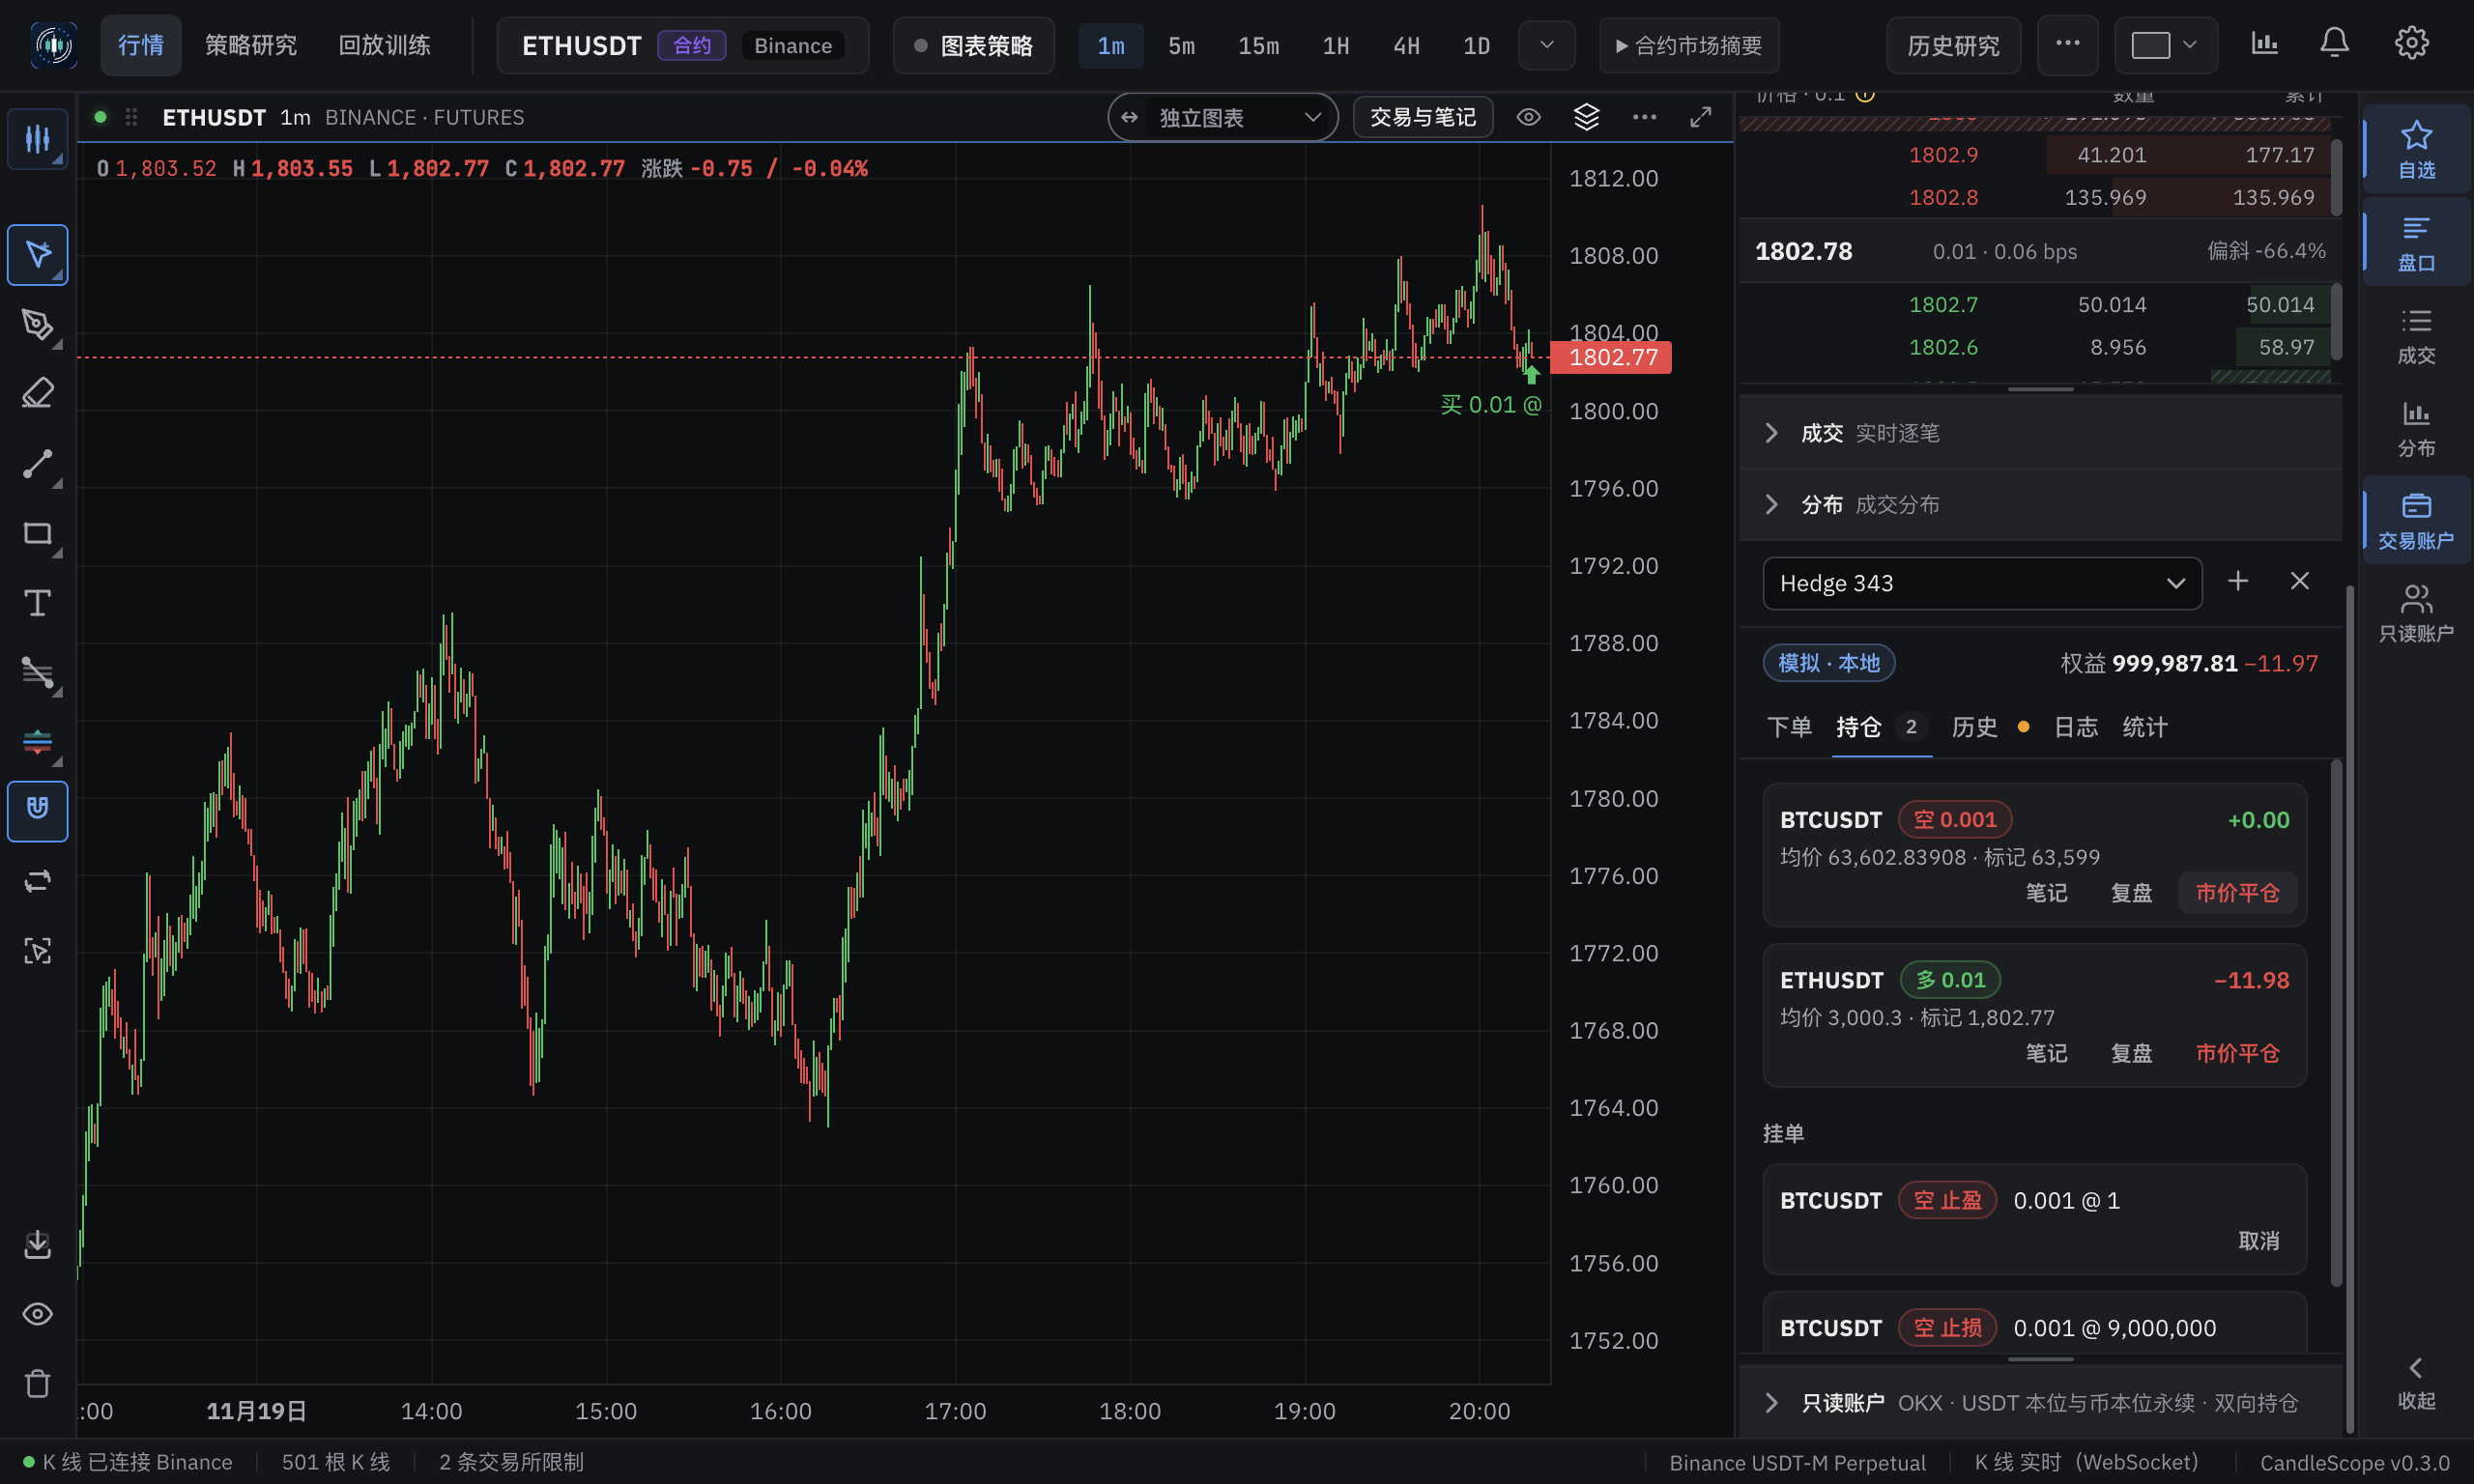 行情 策略研究 回放训练 ETHUSDT 合约 Binance 图表策略 1m 5m 15m 1H 4H 1D 合约市场摘要 历史研究
ETHUSDT 1m BINANCE · FUTURES 独立图表 交易与笔记
O 1,803.52 H 1,803.55 L 1,802.77 C 1,802.77 涨跌 -0.75 / -0.04%
1812.00
1808.00
1804.00
1802.77
1800.00
1796.00
1792.00
1788.00
1784.00
1780.00
1776.00
1772.00
1768.00
1764.00
1760.00
1756.00
1752.00
买 0.01 @
:00 11月19日 14:00 15:00 16:00 17:00 18:00 19:00 20:00
价格 · 0.1 数量 累计
1802.9 41.201 177.17
1802.8 135.969 135.969
1802.78 0.01 · 0.06 bps 偏斜 -66.4%
1802.7 50.014 50.014
1802.6 8.956 58.97
成交 实时逐笔
分布 成交分布
Hedge 343
模拟 · 本地 权益 999,987.81 −11.97
下单 持仓 2 历史 日志 统计
BTCUSDT 空 0.001 +0.00
均价 63,602.83908 · 标记 63,599
笔记 复盘 市价平仓
ETHUSDT 多 0.01 −11.98
均价 3,000.3 · 标记 1,802.77
笔记 复盘 市价平仓
挂单
BTCUSDT 空 止盈 0.001 @ 1
取消
BTCUSDT 空 止损 0.001 @ 9,000,000
只读账户 OKX · USDT 本位与币本位永续 · 双向持仓
自选
盘口
成交
分布
交易账户
只读账户
收起
K 线 已连接 Binance 501 根 K 线 2 条交易所限制 Binance USDT-M Perpetual K 线 实时（WebSocket） CandleScope v0.3.0